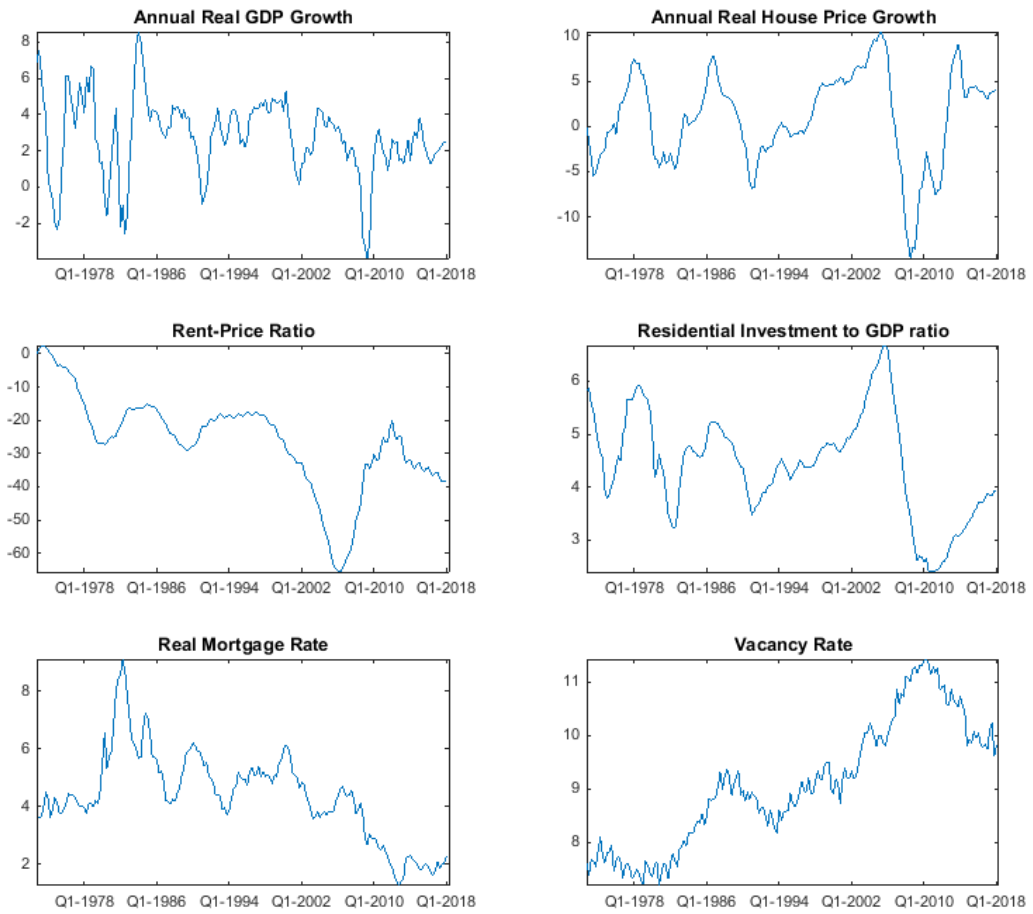 Annual Real GDP Growth
8
6
4
2
0
-2
Q1-1978 Q1-1986 Q1-1994 Q1-2002 Q1-2010 Q1-2018
Annual Real House Price Growth
10
5
0
-5
-10
Q1-1978 Q1-1986 Q1-1994 Q1-2002 Q1-2010 Q1-2018
Rent-Price Ratio
0
-10
-20
-30
-40
-50
-60
Q1-1978 Q1-1986 Q1-1994 Q1-2002 Q1-2010 Q1-2018
Residential Investment to GDP ratio
6
5
4
3
Q1-1978 Q1-1986 Q1-1994 Q1-2002 Q1-2010 Q1-2018
Real Mortgage Rate
8
6
4
2
Q1-1978 Q1-1986 Q1-1994 Q1-2002 Q1-2010 Q1-2018
Vacancy Rate
11
10
9
8
Q1-1978 Q1-1986 Q1-1994 Q1-2002 Q1-2010 Q1-2018